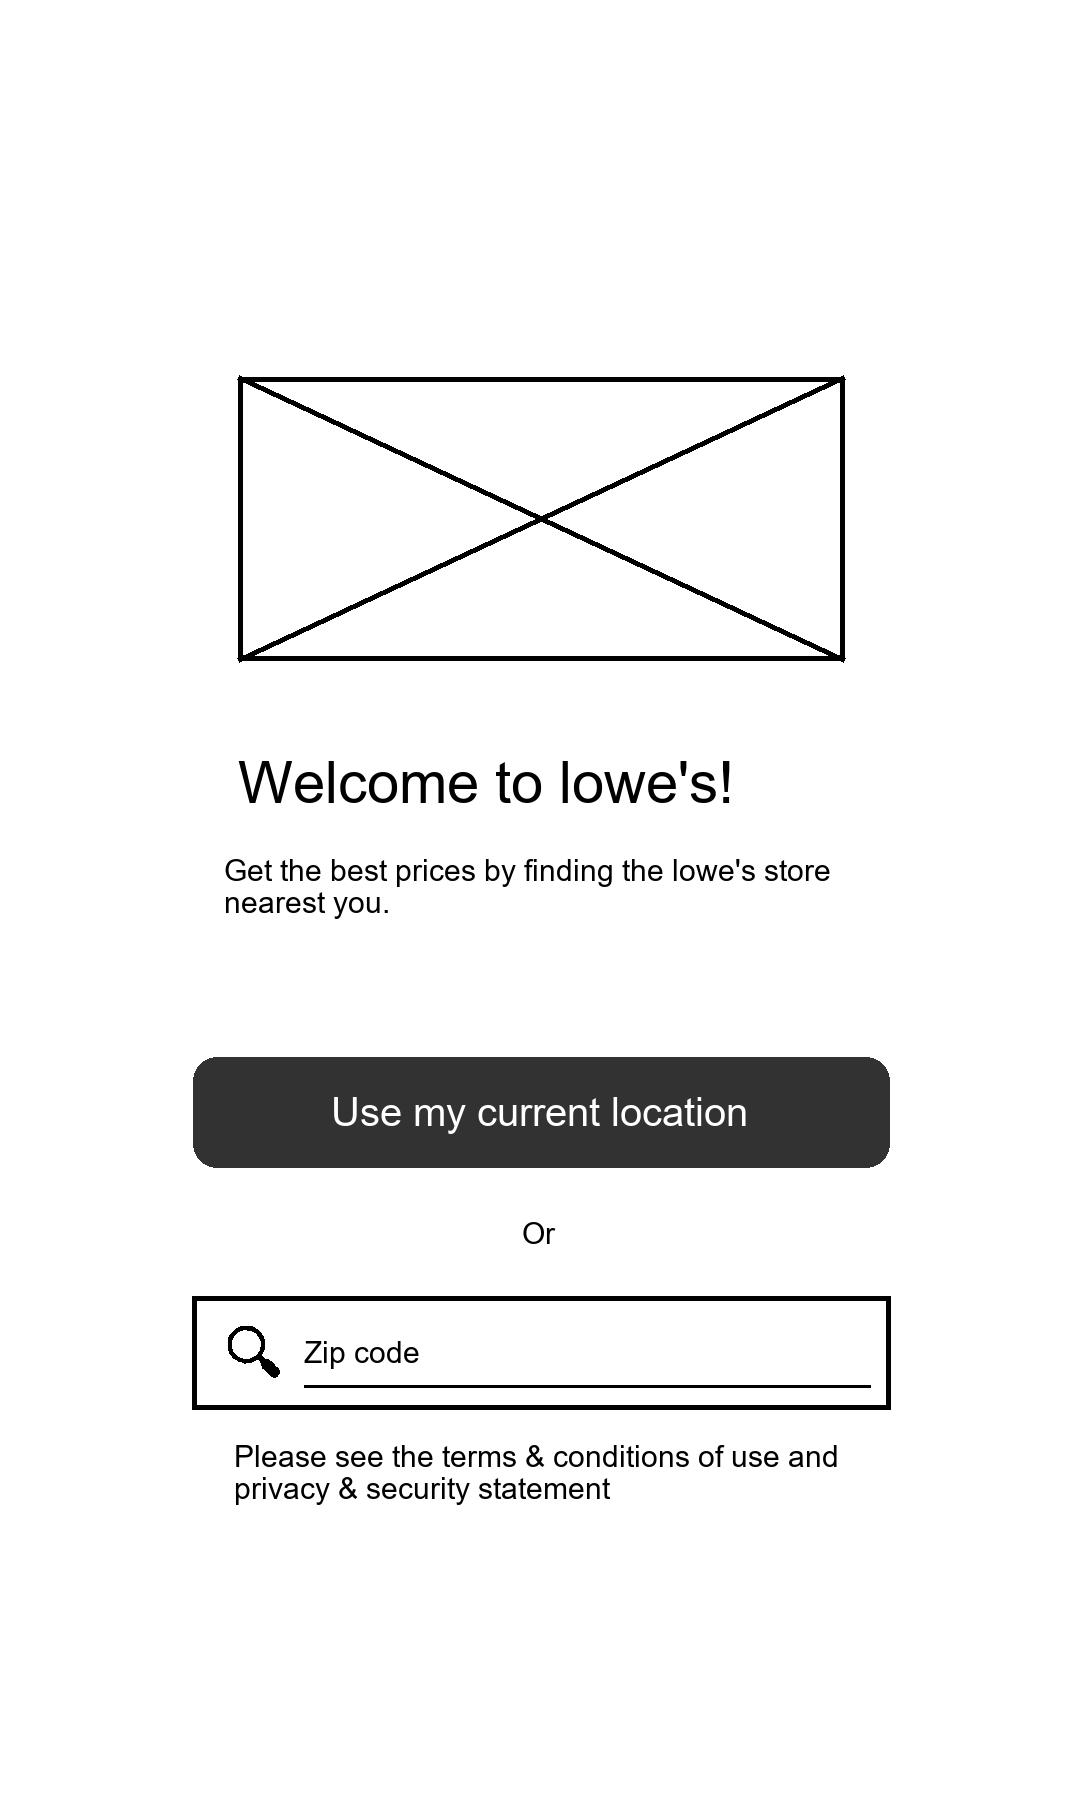 Welcome to lowe's!
Get the best prices by finding the lowe's store
nearest you.
Use my current location
Or
Zip code
Please see the terms & conditions of use and
privacy & security statement